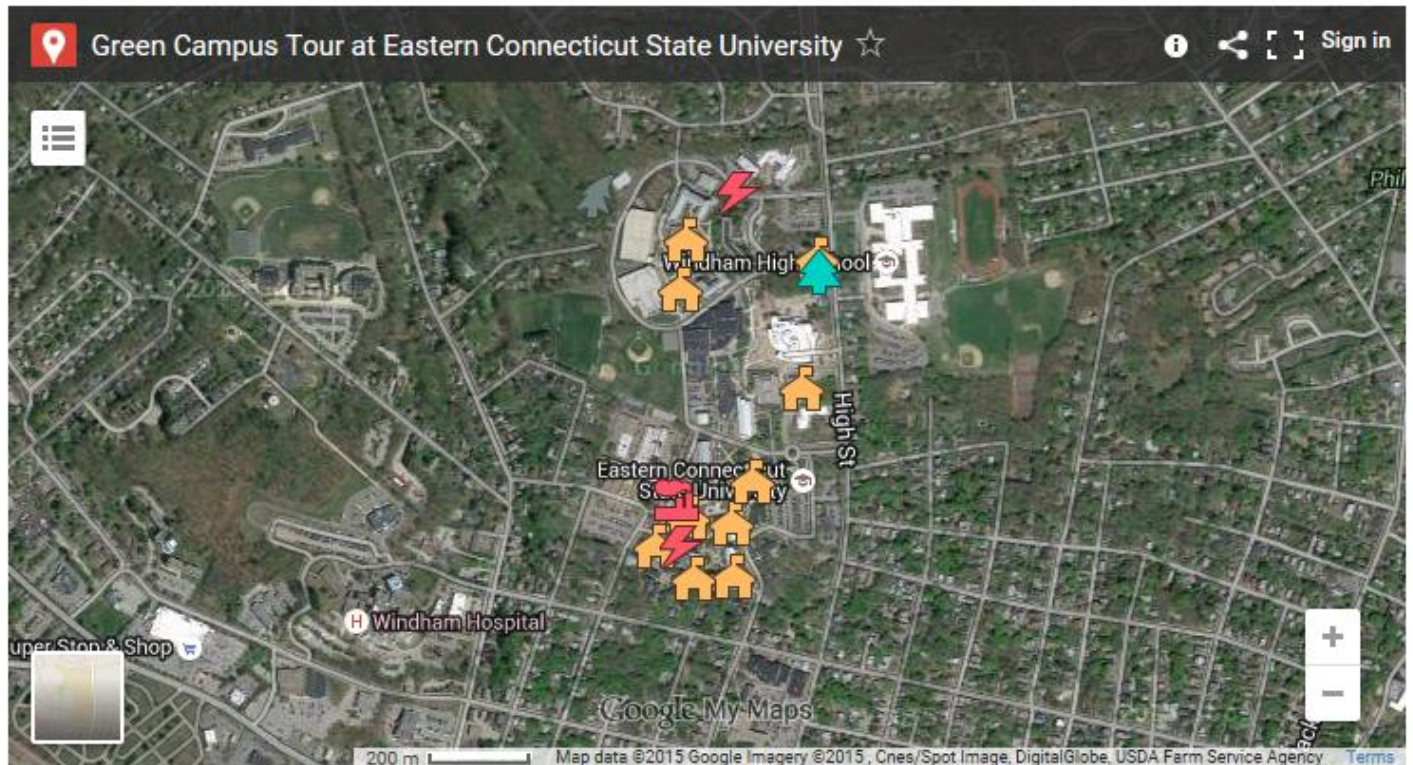 Green Campus Tour at Eastern Connecticut State University
Sign in
Phil
Windham High School
High St
Eastern Connecticut
State University
H Windham Hospital
uper Stop & Shop
Google My Maps
200 m
Map data ©2015 Google Imagery ©2015 , Cnes/Spot Image, DigitalGlobe, USDA Farm Service Agency
Terms